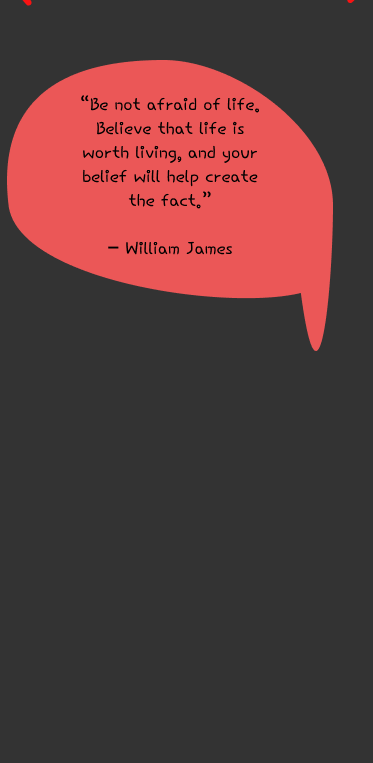 “Be not afraid of life.
Believe that life is
worth living, and your
belief will help create
the fact.”
— William James